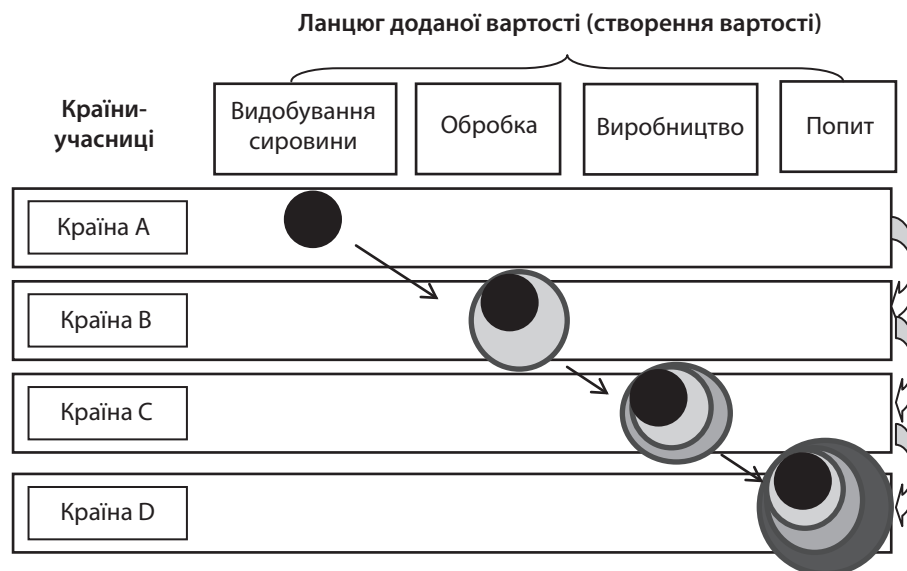 Ланцюг доданої вартості (створення вартості)
Країни-
учасниці
Видобування
сировини
Обробка
Виробництво
Попит
Країна A
Країна B
Країна C
Країна D